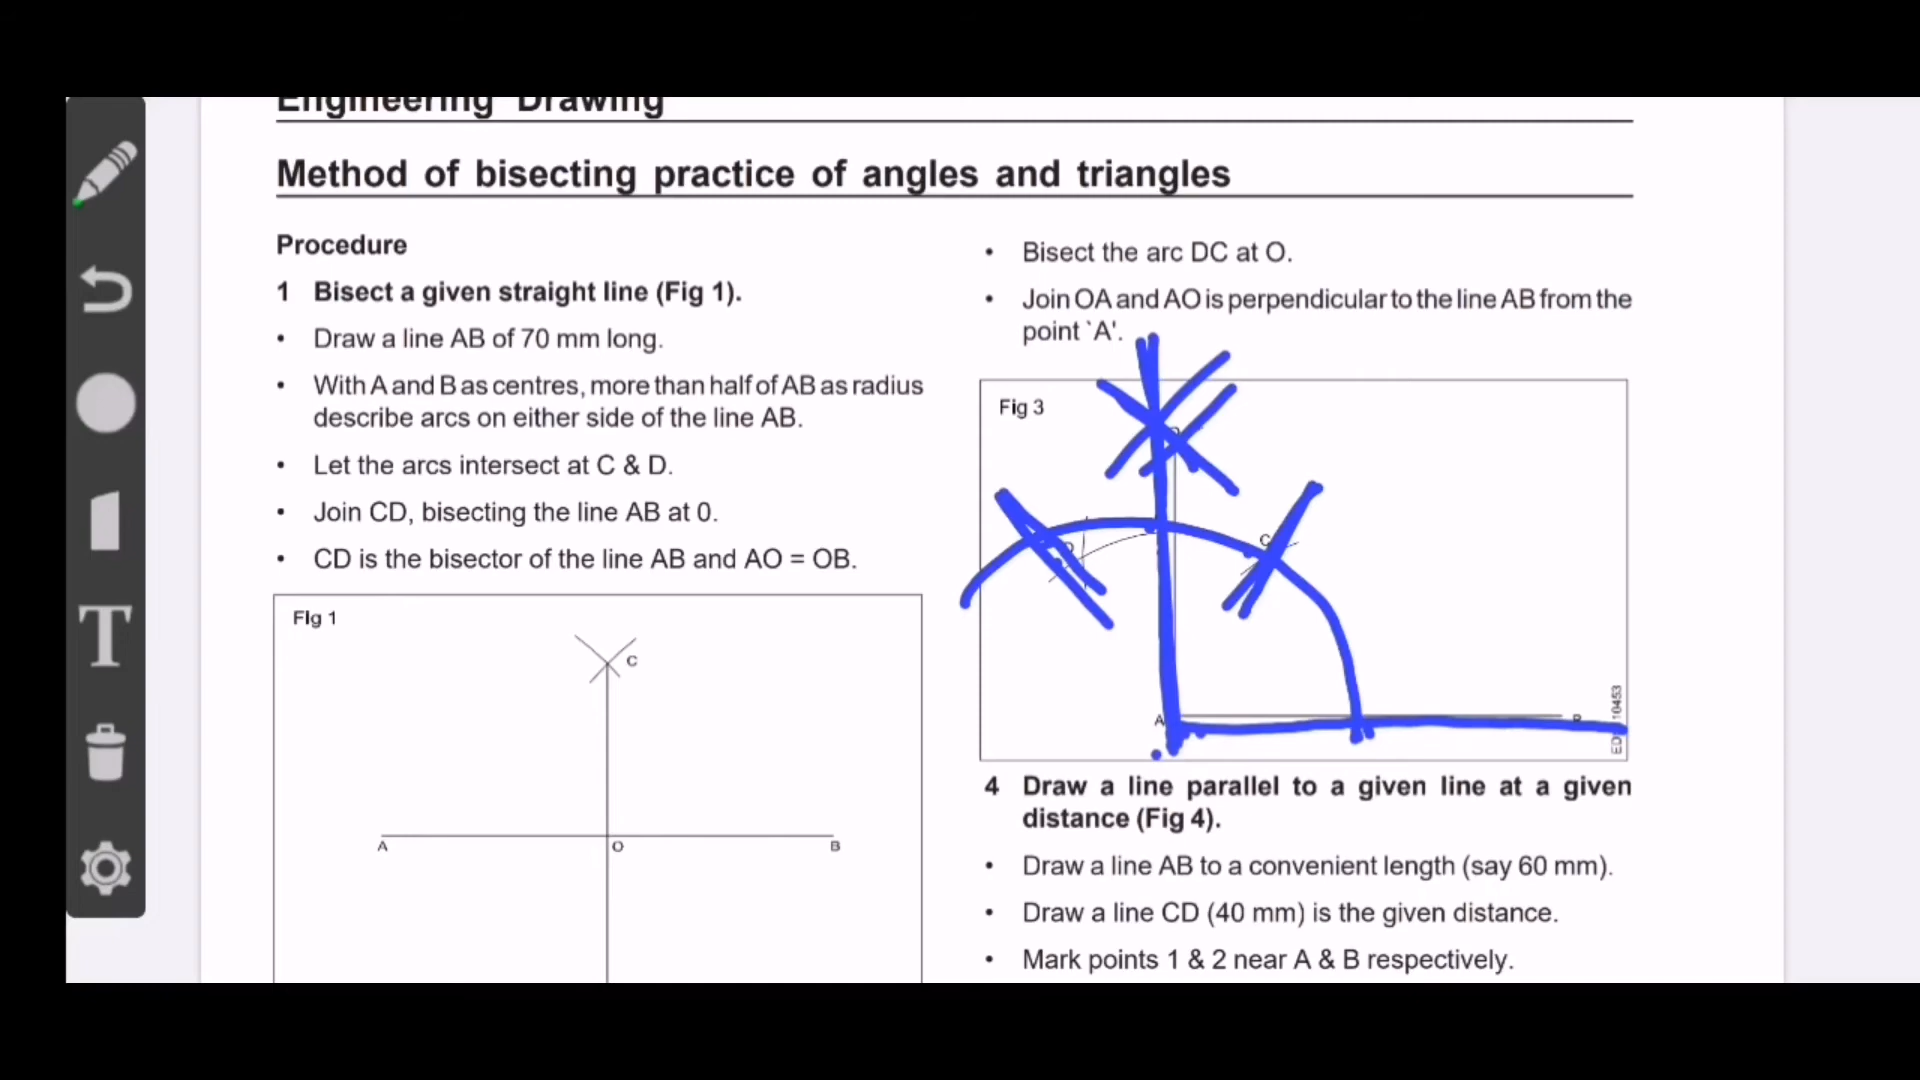 Engineering Drawing
Method of bisecting practice of angles and triangles
Procedure
1 Bisect a given straight line (Fig 1).
• Draw a line AB of 70 mm long.
• With A and B as centres, more than half of AB as radius
describe arcs on either side of the line AB.
• Let the arcs intersect at C & D.
• Join CD, bisecting the line AB at 0.
• CD is the bisector of the line AB and AO = OB.
FIg 1
C
A
O
B
• Bisect the arc DC at O.
• Join OA and AO is perpendicular to the line AB from the
point `A'.
Fig 3
D
C
A
10453
4 Draw a line parallel to a given line at a given
distance (Fig 4).
• Draw a line AB to a convenient length (say 60 mm).
• Draw a line CD (40 mm) is the given distance.
• Mark points 1 & 2 near A & B respectively.
T